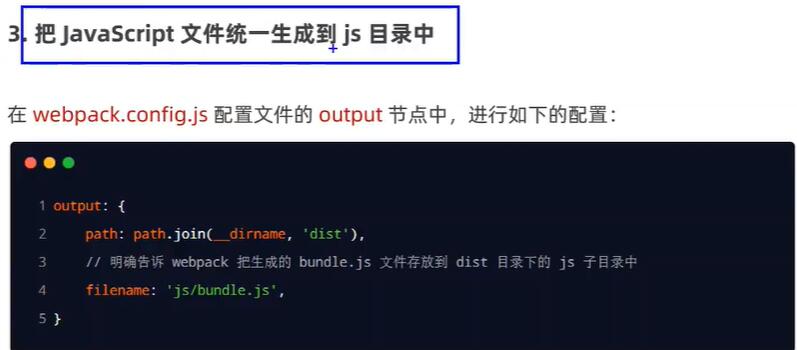 3. 把 JavaScript 文件统一生成到 js 目录中
在 webpack.config.js 配置文件的 output 节点中，进行如下的配置：
1 output: {
2     path: path.join(__dirname, 'dist'),
3     // 明确告诉 webpack 把生成的 bundle.js 文件存放到 dist 目录下的 js 子目录中
4     filename: 'js/bundle.js',
5 }